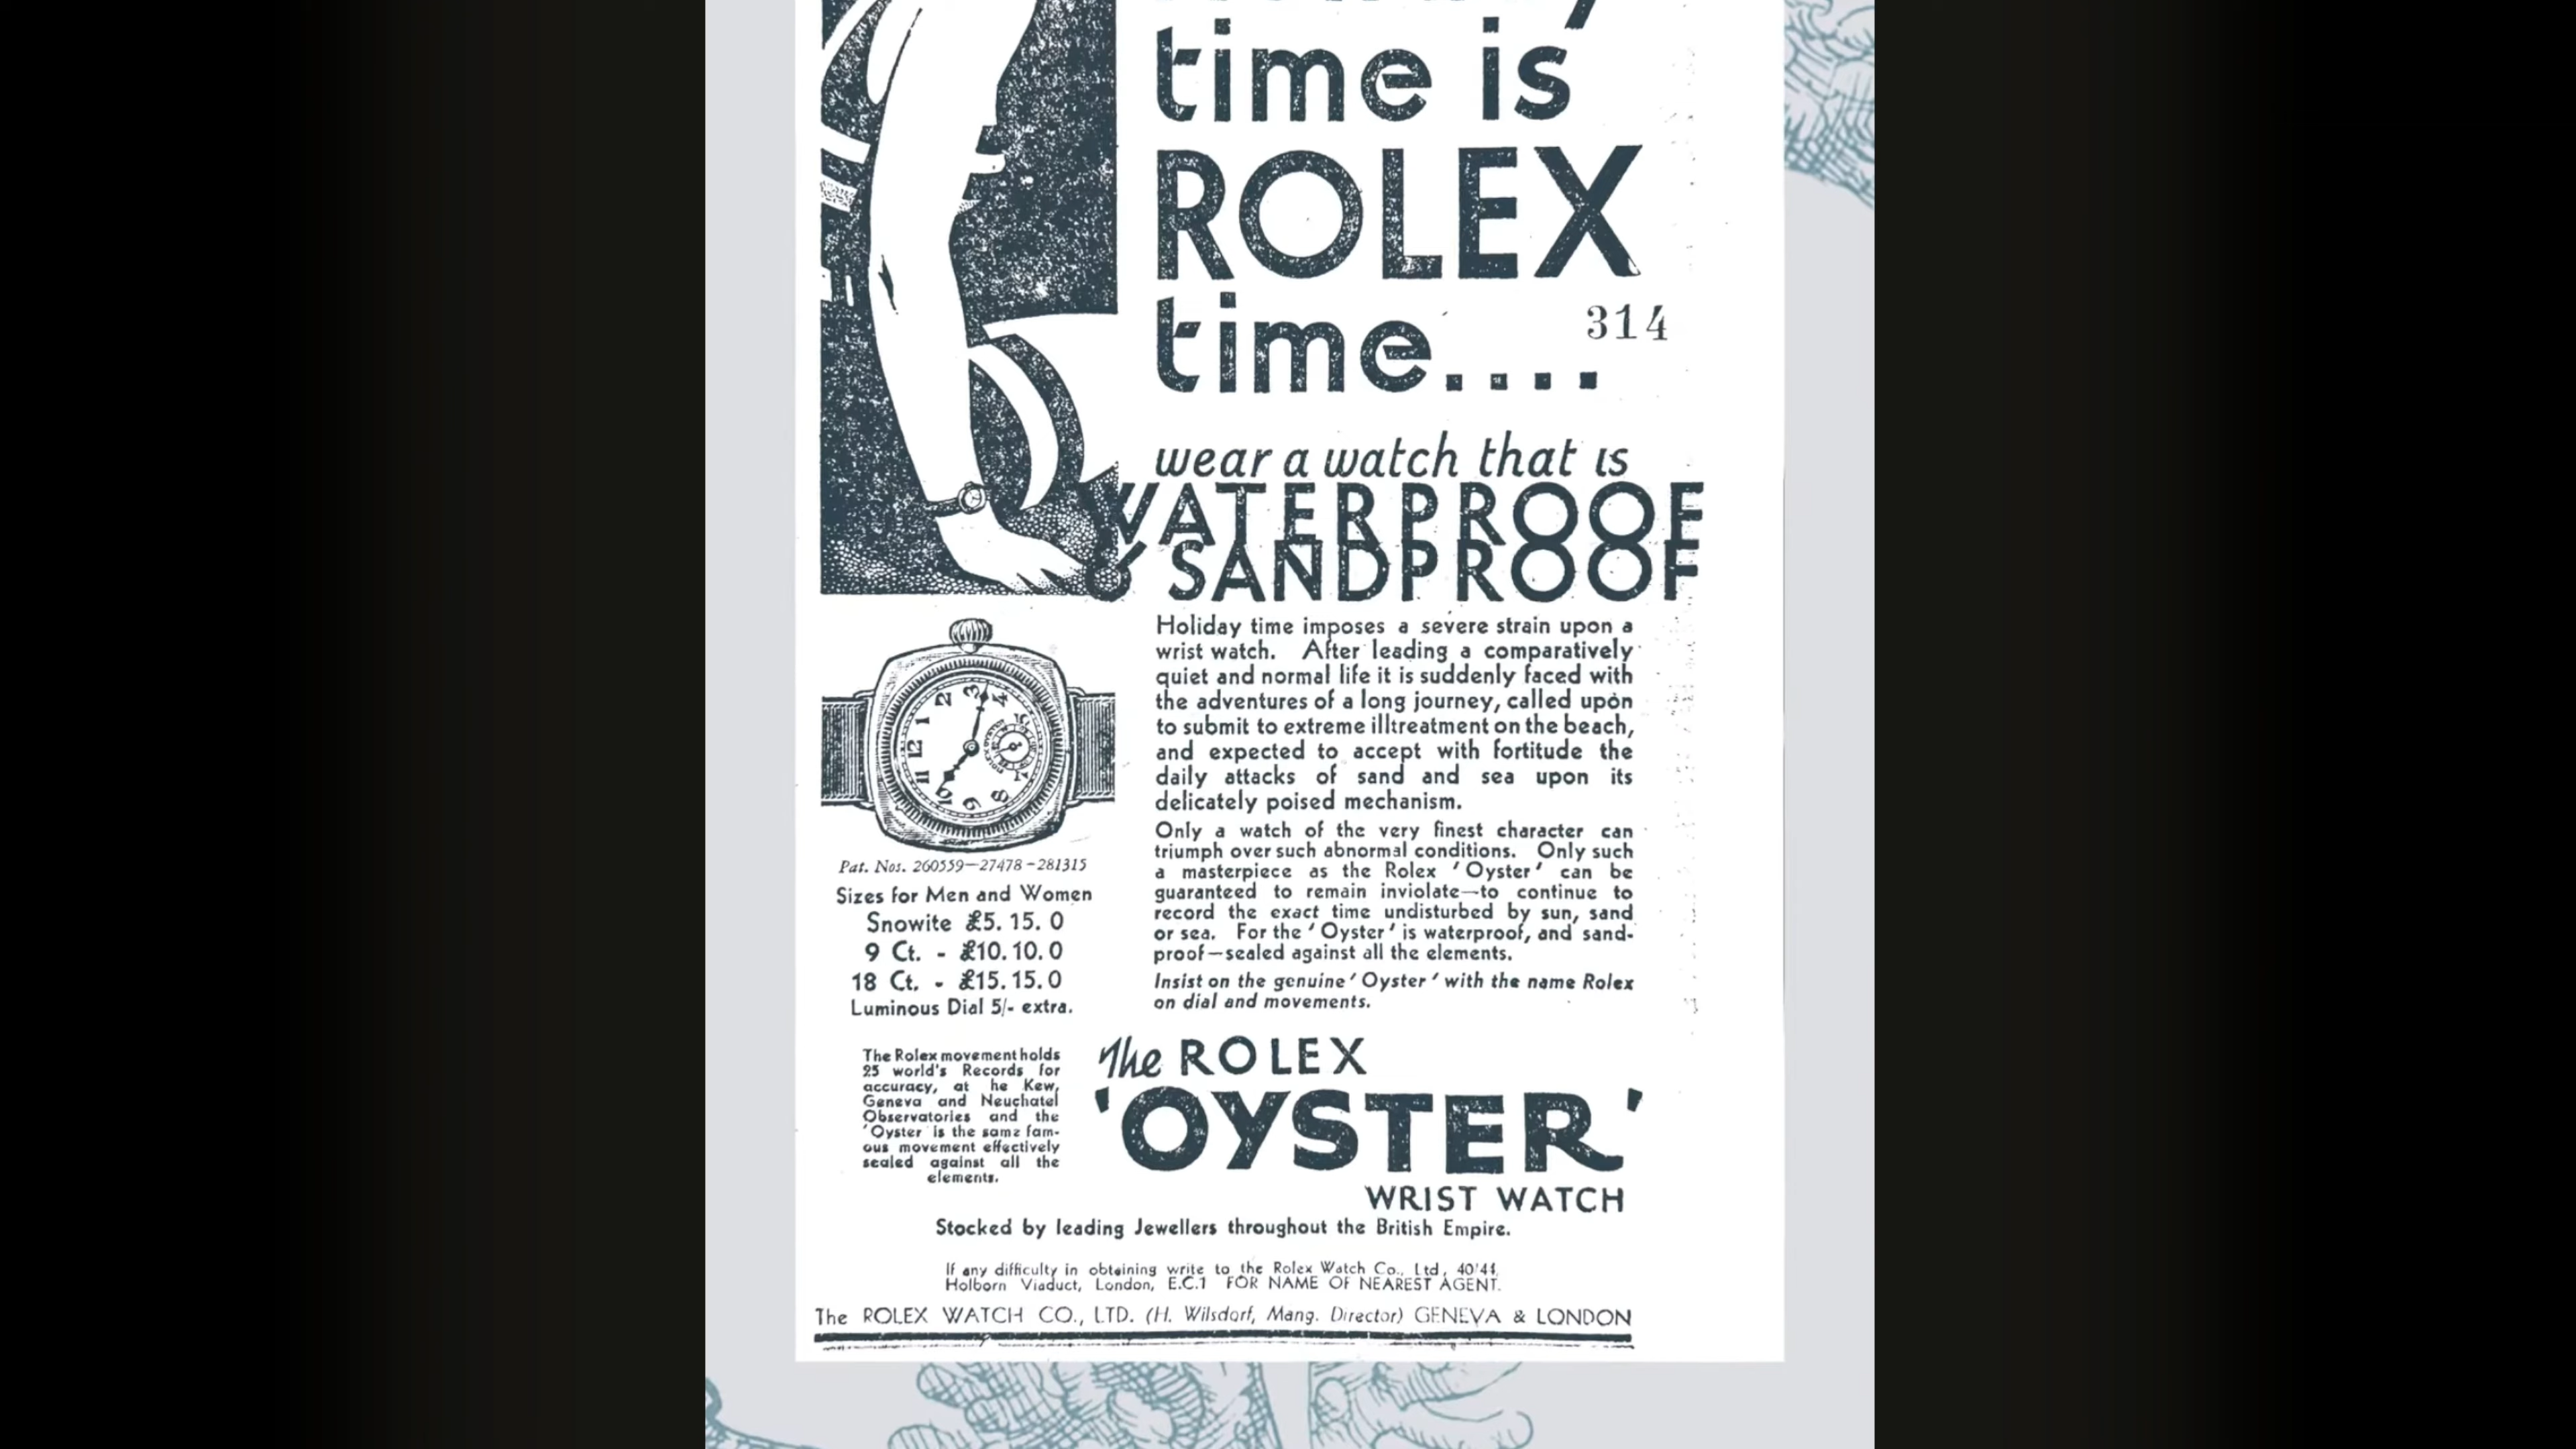 time is
ROLEX
time....
314
wear a watch that is
WATERPROOF
& SANDPROOF
Holiday time imposes a severe strain upon a
wrist watch. After leading a comparatively
quiet and normal life it is suddenly faced with
the adventures of a long journey, called upon
to submit to extreme illtreatment on the beach,
and expected to accept with fortitude the
daily attacks of sand and sea upon its
delicately poised mechanism.
Only a watch of the very finest character can
triumph over such abnormal conditions. Only such
a masterpiece as the Rolex 'Oyster' can be
guaranteed to remain inviolate—to continue to
record the exact time undisturbed by sun, sand
or sea. For the 'Oyster' is waterproof, and sand-
proof—sealed against all the elements.
Insist on the genuine 'Oyster' with the name Rolex
on dial and movements.
Pat. Nos. 260559—27478-281315
Sizes for Men and Women
Snowite £5. 15. 0
9 Ct. - £10. 10. 0
18 Ct. - £15. 15. 0
Luminous Dial 5/- extra.
The Rolex movement holds
25 world's Records for
accuracy, at he Kew,
Geneva and Neuchatel
Observatories and the
'Oyster is the same fam-
ous movement effectively
sealed against all the
elements.
The ROLEX
'OYSTER'
WRIST WATCH
Stocked by leading Jewellers throughout the British Empire.
If any difficulty in obtaining write to the Rolex Watch Co., Ltd, 40/44,
Holborn Viaduct, London, E.C.1 FOR NAME OF NEAREST AGENT.
The ROLEX WATCH CO., LTD. (H. Wilsdorf, Mang. Director) GENEVA & LONDON